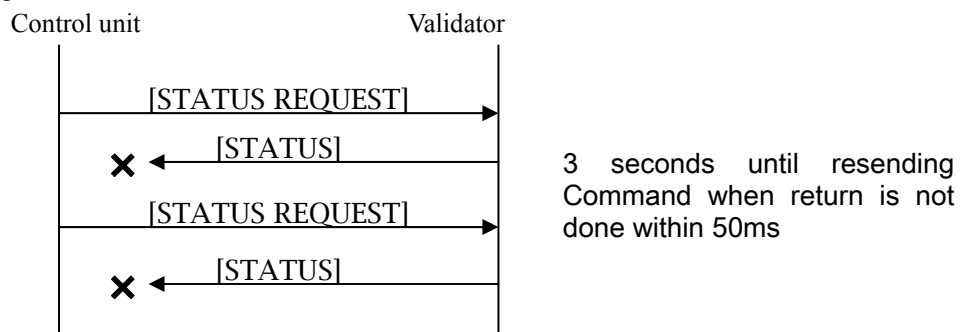 Control unit Validator
[STATUS REQUEST]
[STATUS]
[STATUS REQUEST]
[STATUS]
3 seconds until resending
Command when return is not
done within 50ms